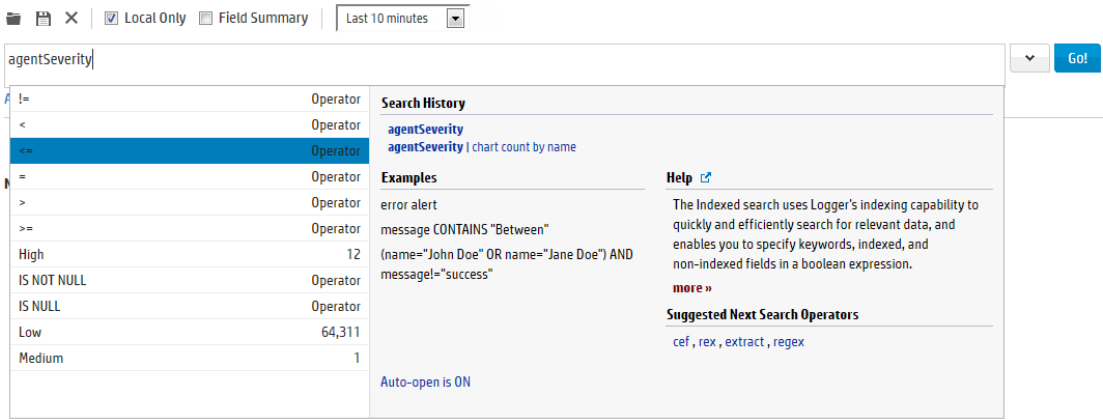 Local Only Field Summary Last 10 minutes
agentSeverity
Go!
!= Operator
< Operator
<= Operator
= Operator
> Operator
>= Operator
High 12
IS NOT NULL Operator
IS NULL Operator
Low 64,311
Medium 1
Search History
agentSeverity
agentSeverity | chart count by name
Examples
error alert
message CONTAINS "Between"
(name="John Doe" OR name="Jane Doe") AND
message!="success"
Auto-open is ON
Help
The Indexed search uses Logger's indexing capability to
quickly and efficiently search for relevant data, and
enables you to specify keywords, indexed, and
non-indexed fields in a boolean expression.
more »
Suggested Next Search Operators
cef , rex , extract , regex